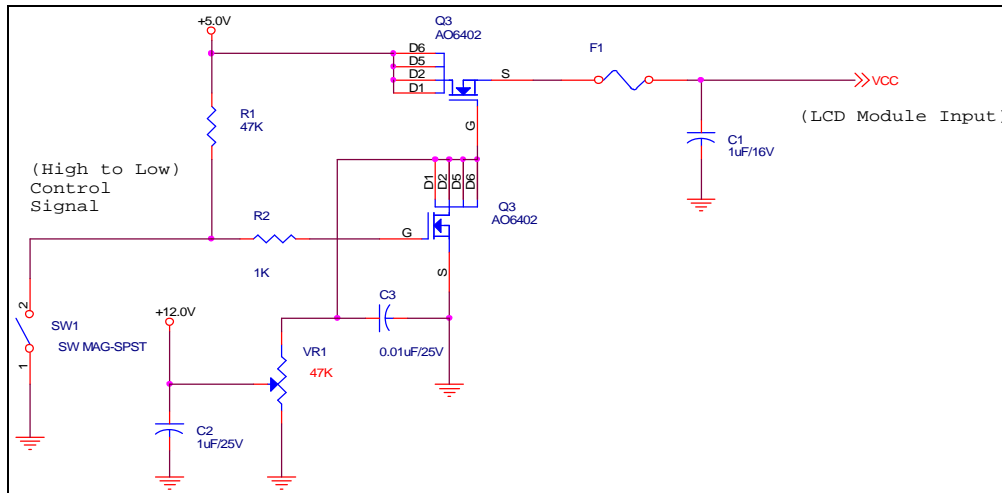 +5.0V
Q3
AO6402
D6
D5
D2
D1
S
G
F1
VCC
(LCD Module Input)
R1
47K
C1
1uF/16V
(High to Low)
Control
Signal
D1
D2
D5
D6
Q3
AO6402
R2
1K
G
S
2
1
SW1
SW MAG-SPST
+12.0V
C3
0.01uF/25V
VR1
47K
C2
1uF/25V